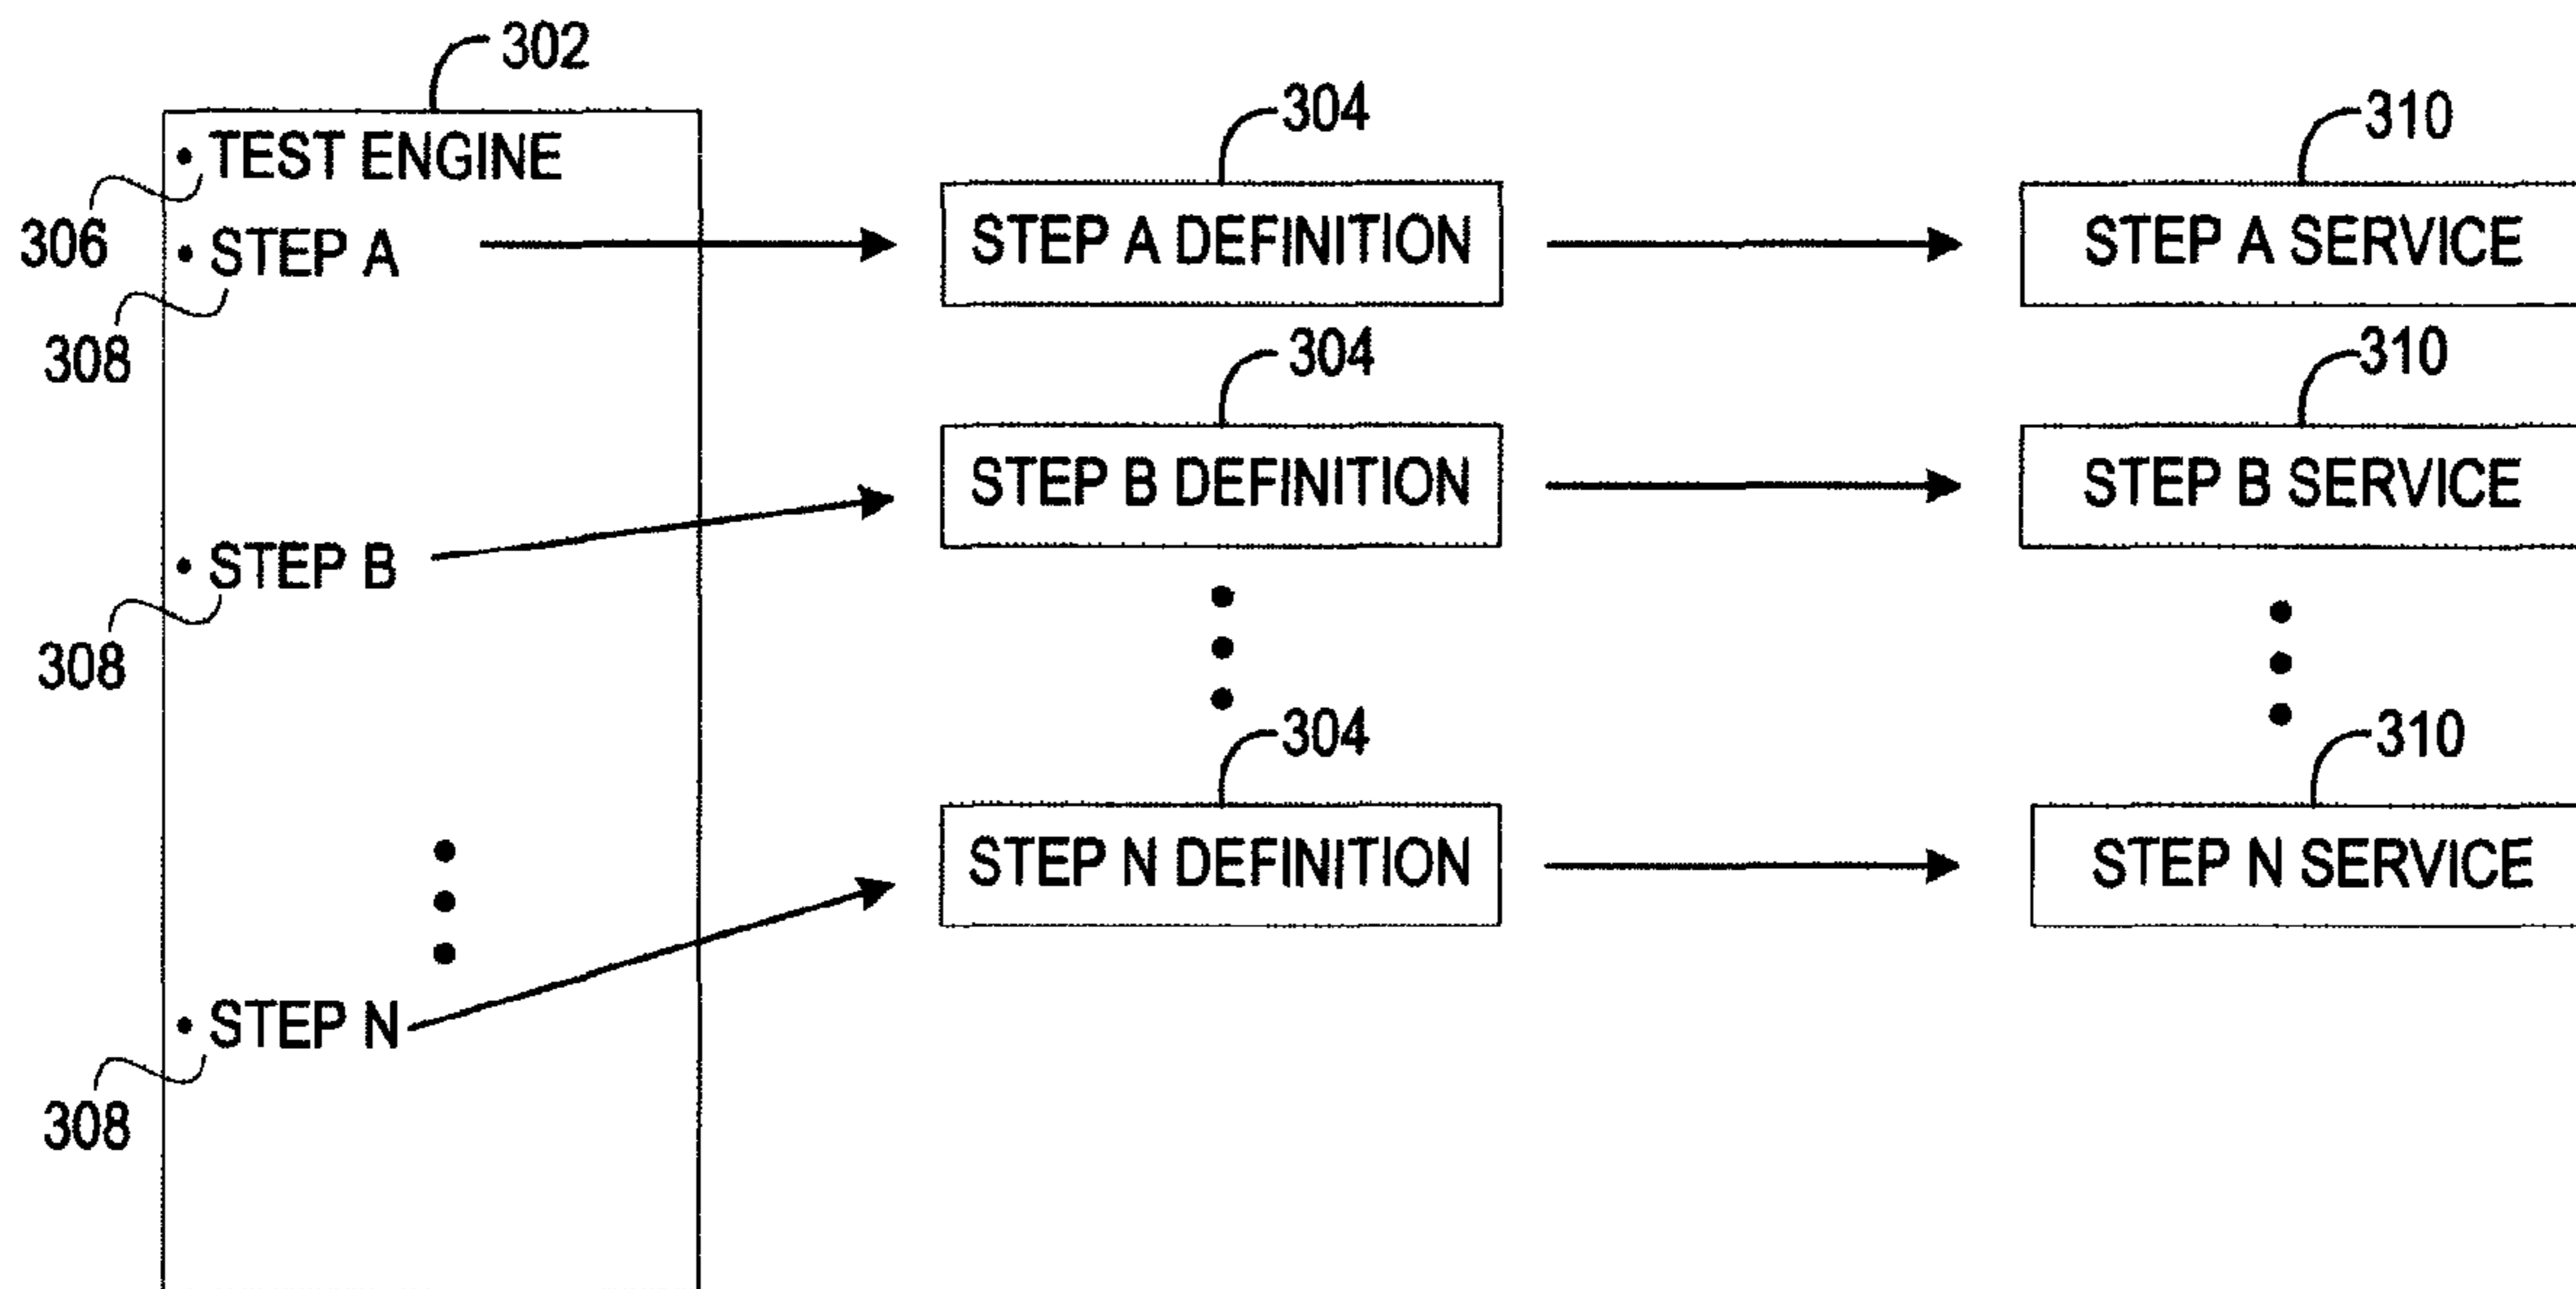 302
• TEST ENGINE
306
• STEP A
308
304
STEP A DEFINITION
310
STEP A SERVICE
• STEP B
308
304
STEP B DEFINITION
310
STEP B SERVICE
• STEP N
308
304
STEP N DEFINITION
310
STEP N SERVICE